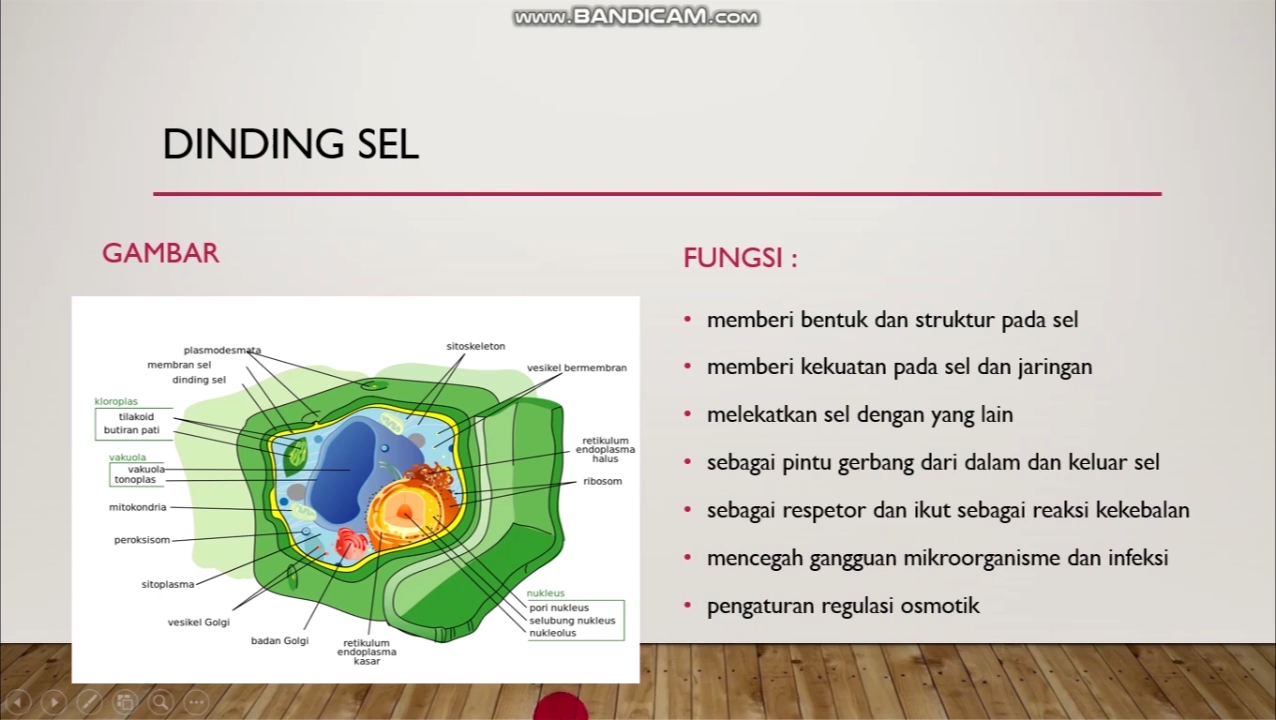 www.BANDICAM.com
DINDING SEL
GAMBAR
plasmodesmata
membran sel
dinding sel
kloroplas
tilakoid
butiran pati
vakuola
vakuola
tonoplas
mitokondria
peroksisom
sitoplasma
vesikel Golgi
badan Golgi
retikulum
endoplasma
kasar
sitoskeleton
vesikel bermembran
retikulum
endoplasma
halus
ribosom
nukleus
pori nukleus
selubung nukleus
nukleolus
FUNGSI :
• memberi bentuk dan struktur pada sel
• memberi kekuatan pada sel dan jaringan
• melekatkan sel dengan yang lain
• sebagai pintu gerbang dari dalam dan keluar sel
• sebagai respetor dan ikut sebagai reaksi kekebalan
• mencegah gangguan mikroorganisme dan infeksi
• pengaturan regulasi osmotik